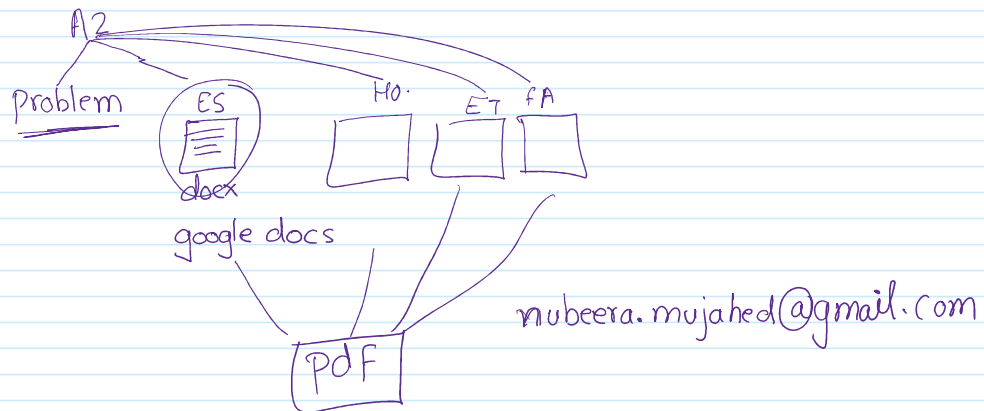 A2
Problem
ES
HO.
ET
fA
docx
google docs
nubeera.mujahed@gmail.com
pdf